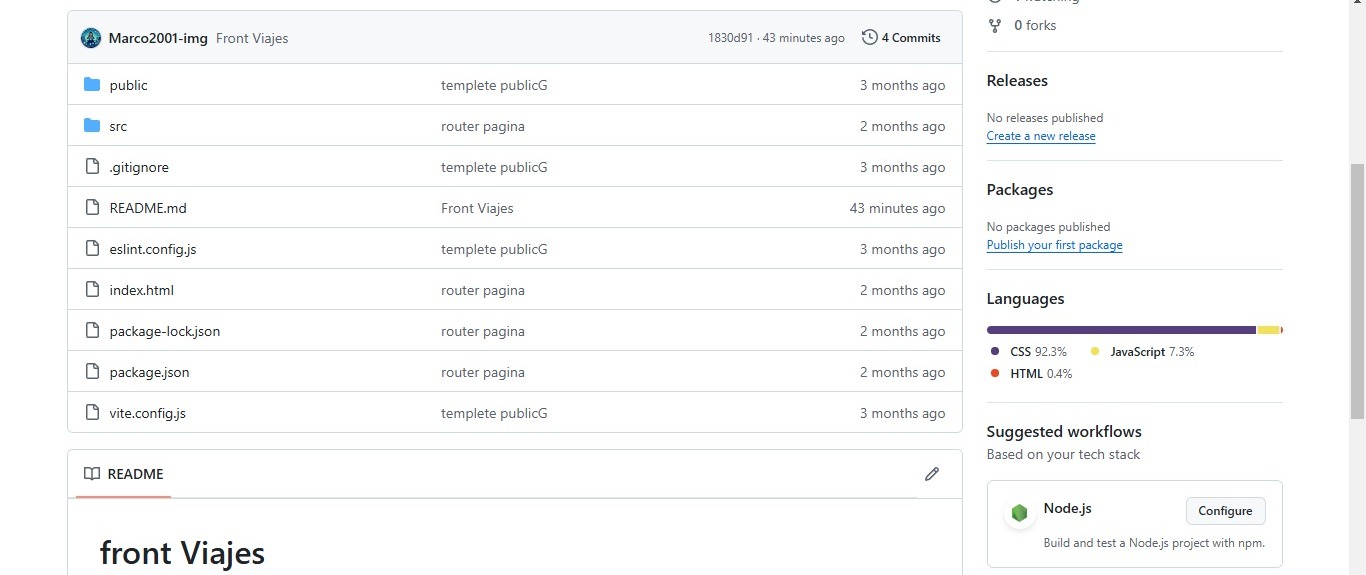 Marco2001-img Front Viajes 1830d91 · 43 minutes ago 4 Commits
public templete publicG 3 months ago
src router pagina 2 months ago
.gitignore templete publicG 3 months ago
README.md Front Viajes 43 minutes ago
eslint.config.js templete publicG 3 months ago
index.html router pagina 2 months ago
package-lock.json router pagina 2 months ago
package.json router pagina 2 months ago
vite.config.js templete publicG 3 months ago
README
front Viajes
0 forks
Releases
No releases published
Create a new release
Packages
No packages published
Publish your first package
Languages
CSS 92.3% JavaScript 7.3%
HTML 0.4%
Suggested workflows
Based on your tech stack
Node.js Configure
Build and test a Node.js project with npm.